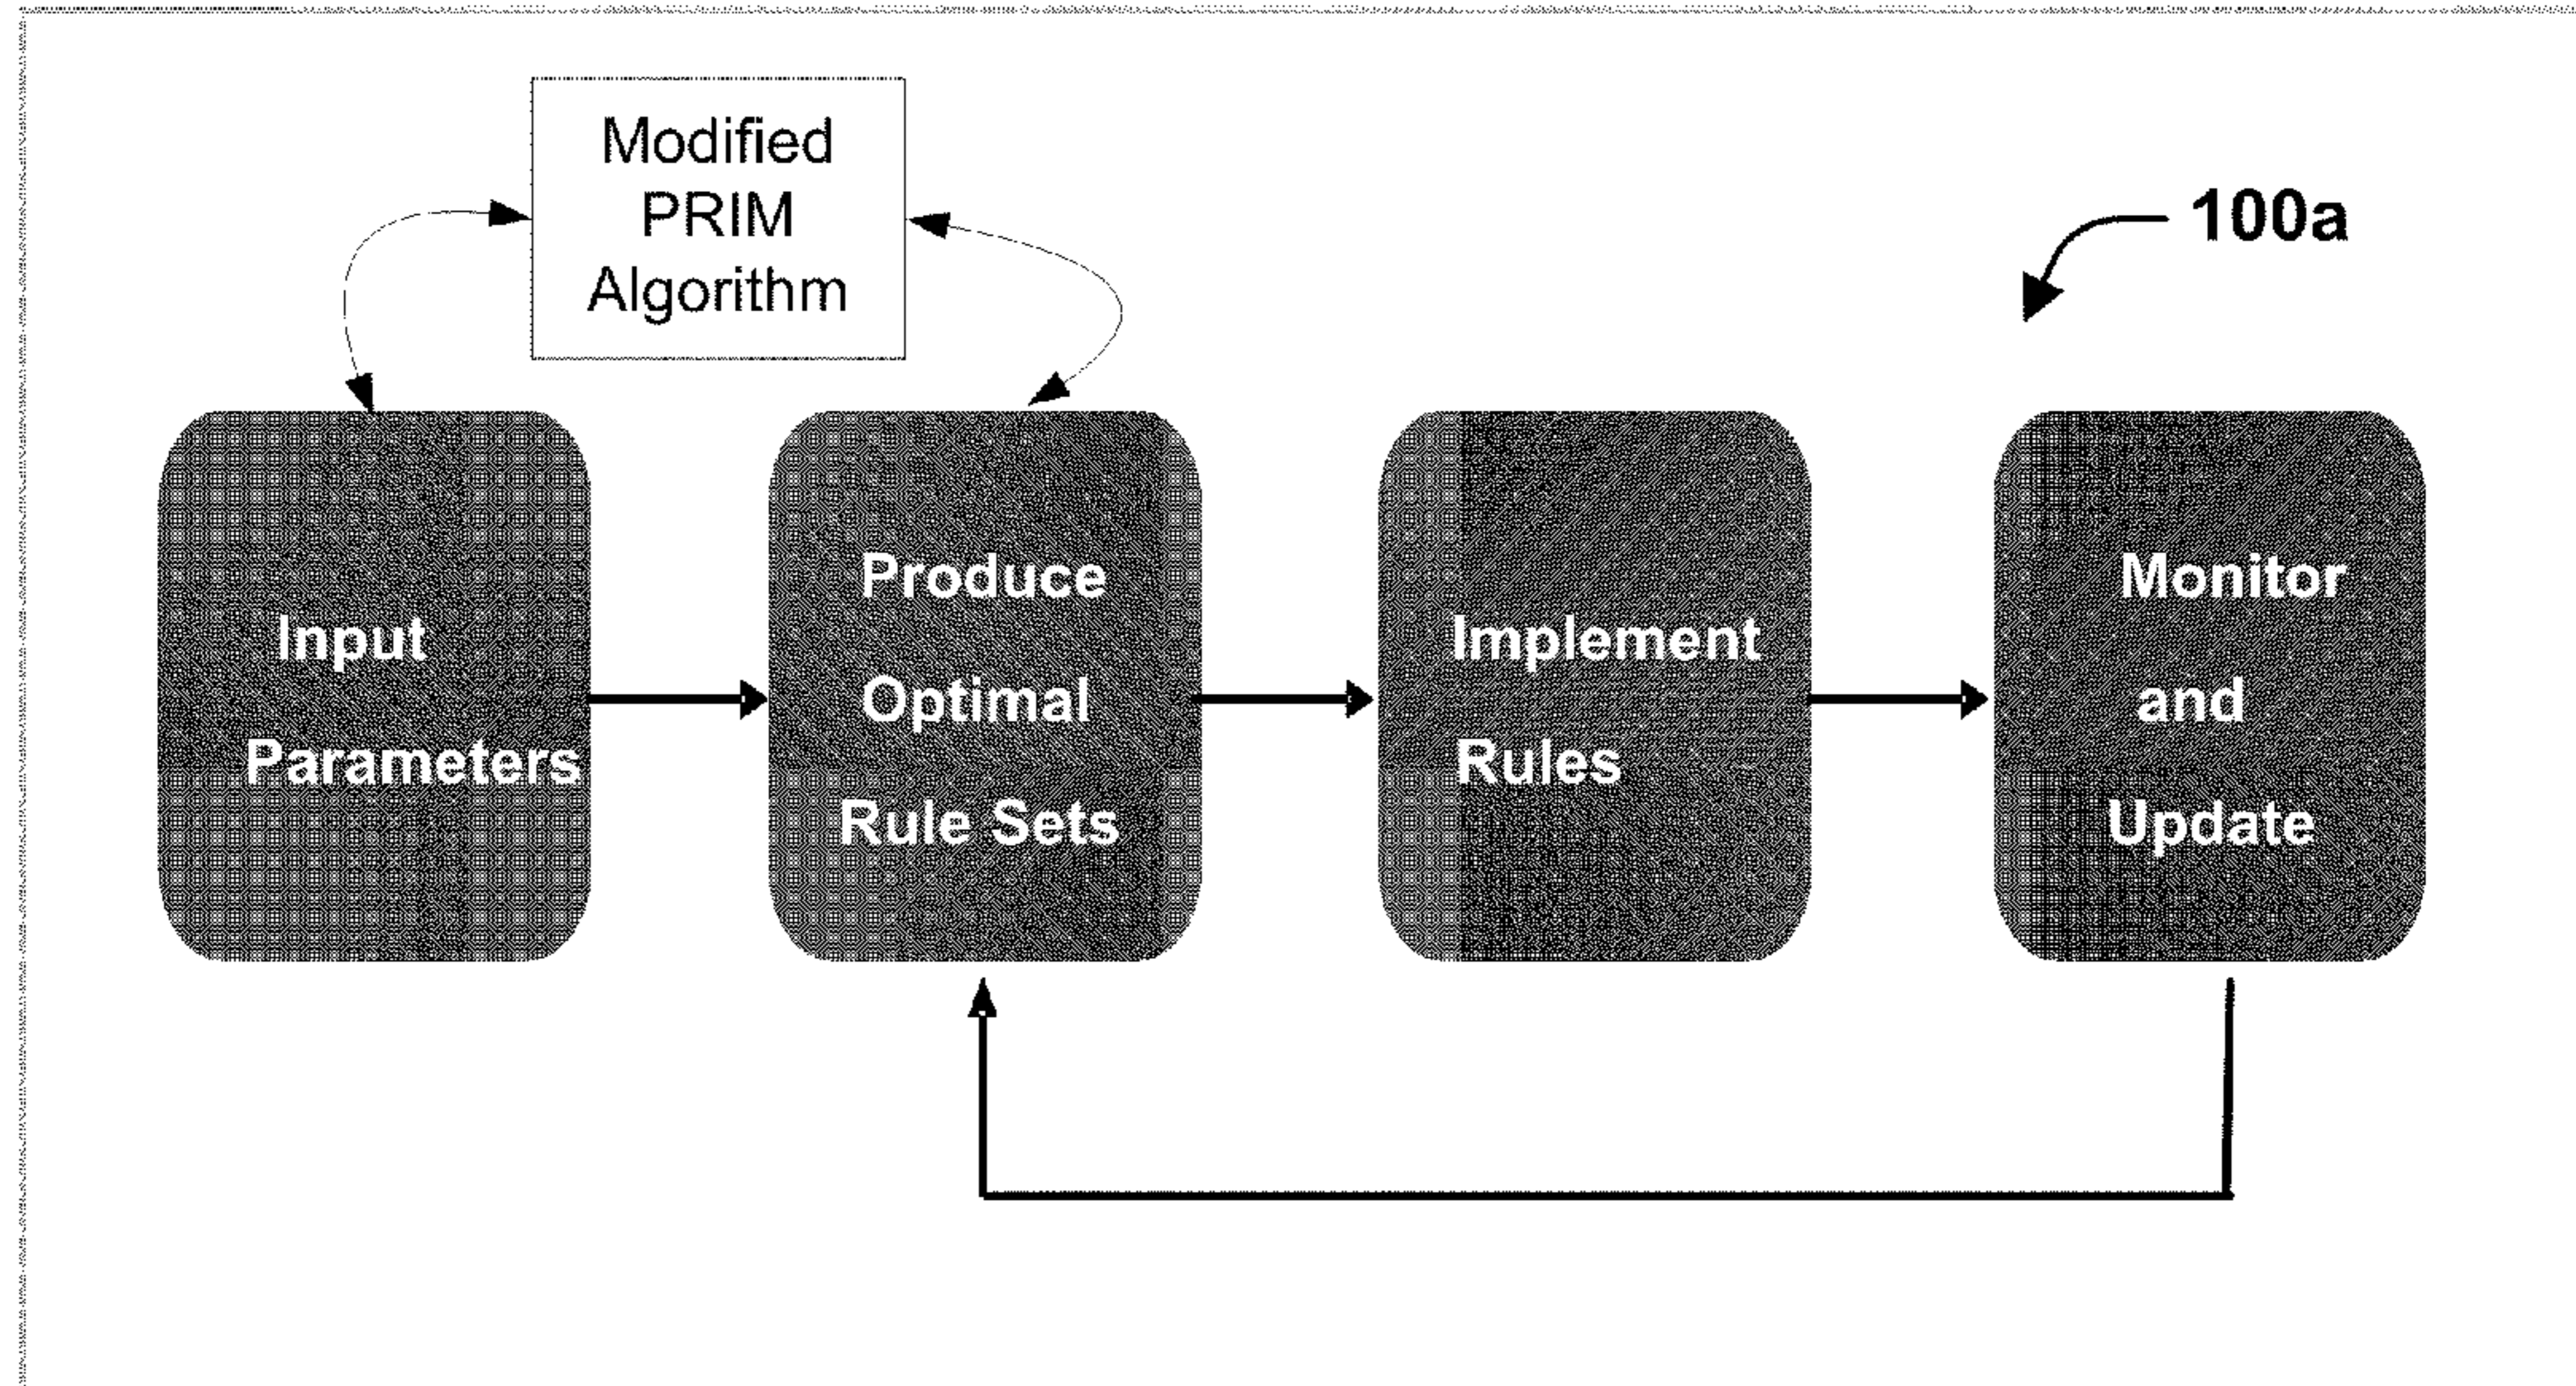 Modified
PRIM
Algorithm
100a
Input
Parameters
Produce
Optimal
Rule Sets
Implement
Rules
Monitor
and
Update